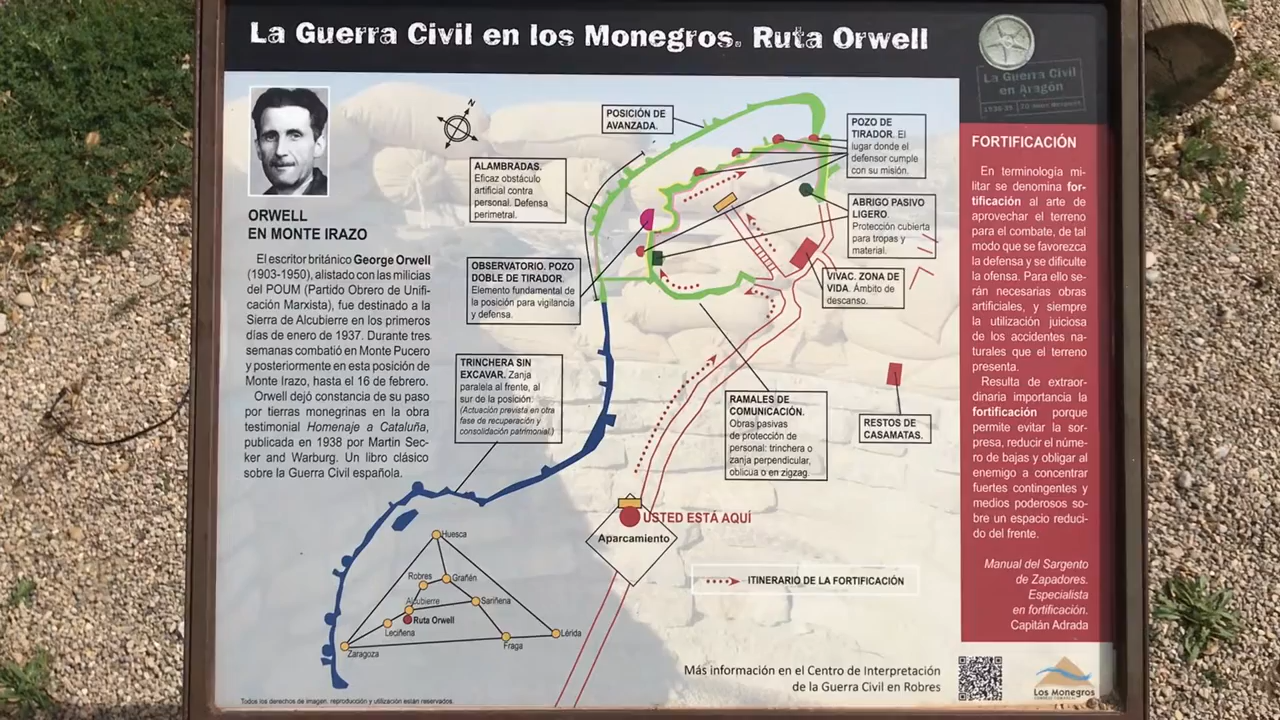 La Guerra Civil en los Monegros. Ruta Orwell
La Guerra Civil
en Aragón
ORWELL
EN MONTE IRAZO
El escritor británico George Orwell
(1903-1950), alistado con las milicias
del POUM (Partido Obrero de Unifi-
cación Marxista), fue destinado a la
Sierra de Alcubierre en los primeros
días de enero de 1937. Durante tres
semanas combatió en Monte Pucero
y posteriormente en esta posición de
Monte Irazo, hasta el 16 de febrero.
Orwell dejó constancia de su paso
por tierras monegrinas en la obra
testimonial Homenaje a Cataluña,
publicada en 1938 por Martin Sec-
ker and Warburg. Un libro clásico
sobre la Guerra Civil española.
N
POSICIÓN DE
AVANZADA.
ALAMBRADAS.
Eficaz obstáculo
artificial contra
personal. Defensa
perimetral.
OBSERVATORIO. POZO
DOBLE DE TIRADOR.
Elemento fundamental de
la posición para vigilancia
y defensa.
TRINCHERA SIN
EXCAVAR. Zanja
paralela al frente, al
sur de la posición.
(Actuación prevista en otra
fase de recuperación y
consolidación patrimonial.)
POZO DE
TIRADOR. El
lugar donde el
defensor cumple
con su misión.
ABRIGO PASIVO
LIGERO.
Protección cubierta
para tropas y
material.
VIVAC. ZONA DE
VIDA. Ámbito de
descanso.
RAMALES DE
COMUNICACIÓN.
Obras pasivas
de protección de
personal: trinchera o
zanja perpendicular,
oblicua o en zigzag.
RESTOS DE
CASAMATAS.
USTED ESTÁ AQUÍ
Aparcamiento
ITINERARIO DE LA FORTIFICACIÓN
Huesca
Robres
Grañén
Alcubierre
Sariñena
Ruta Orwell
Leciñena
Zaragoza
Fraga
Lérida
FORTIFICACIÓN
En terminología mi-
litar se denomina for-
tificación al arte de
aprovechar el terreno
para el combate, de tal
modo que se favorezca
la defensa y se dificulte
la ofensa. Para ello se-
rán necesarias obras
artificiales, y siempre
la utilización juiciosa
de los accidentes na-
turales que el terreno
presenta.
Resulta de extraor-
dinaria importancia la
fortificación porque
permite evitar la sor-
presa, reducir el núme-
ro de bajas y obligar al
enemigo a concentrar
fuertes contingentes y
medios poderosos so-
bre un espacio reduci-
do del frente.
Manual del Sargento
de Zapadores.
Especialista
en fortificación.
Capitán Adrada
Más información en el Centro de Interpretación
de la Guerra Civil en Robres
Los Monegros
Todos los derechos de imagen, reproducción y utilización están reservados.